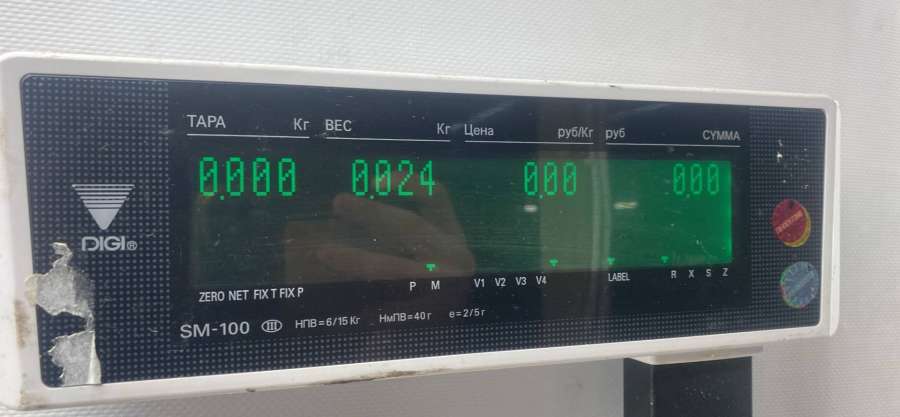 ТАРА Кг ВЕС Кг Цена руб/Кг руб СУММА
0.000 0.024 0.00 0.00
DIGI®
P M V1 V2 V3 V4 LABEL R X S Z
ZERO NET FIX T FIX P
SM-100 III НПВ=6/15 Кг НмПВ=40 г e=2/5 г